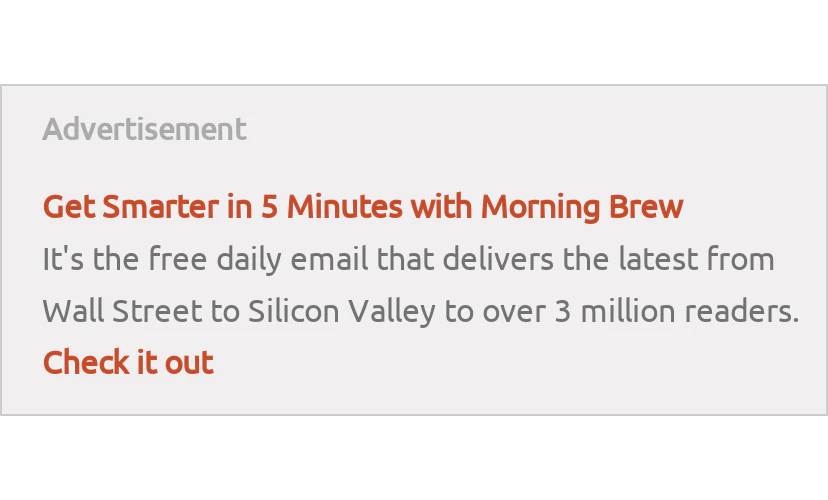 Advertisement
Get Smarter in 5 Minutes with Morning Brew
It's the free daily email that delivers the latest from
Wall Street to Silicon Valley to over 3 million readers.
Check it out